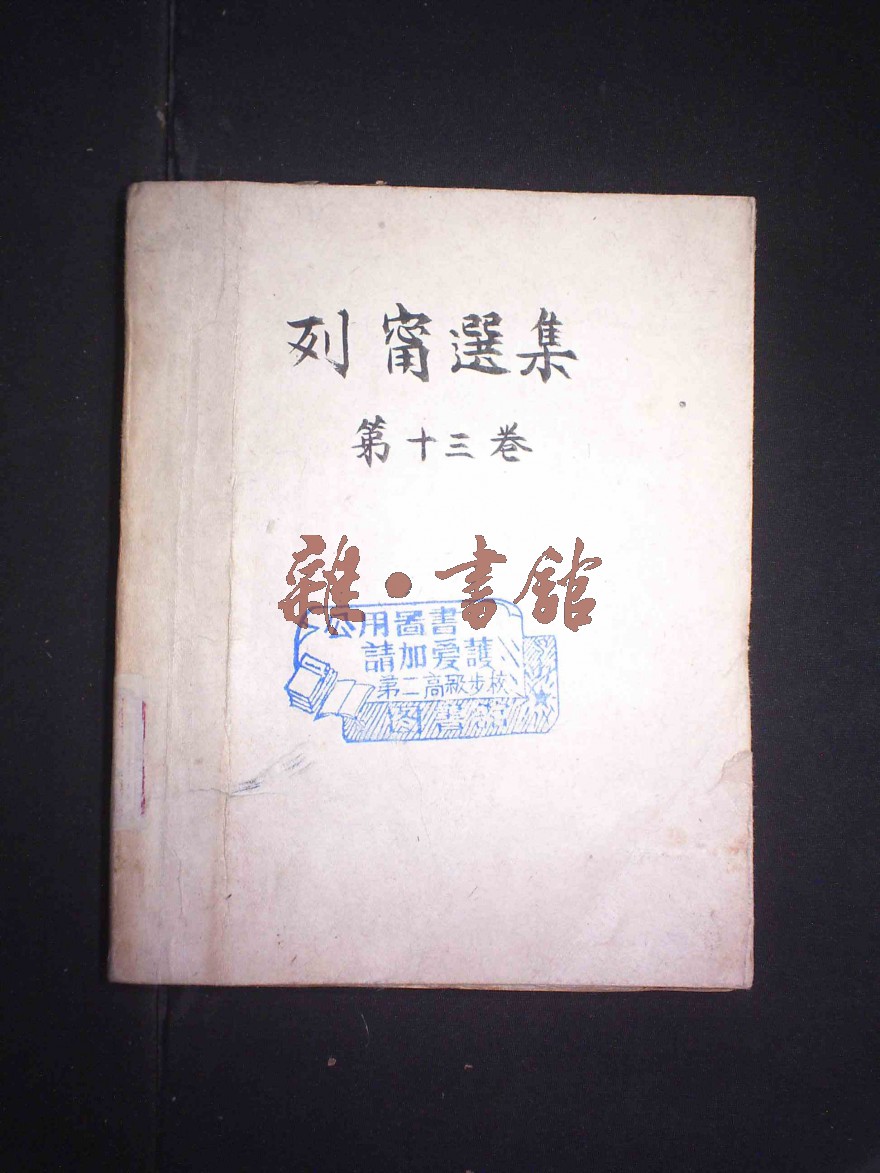 列甯選集
第十三卷
雜·書館
公用圖書
請加爱護
第二高級步校